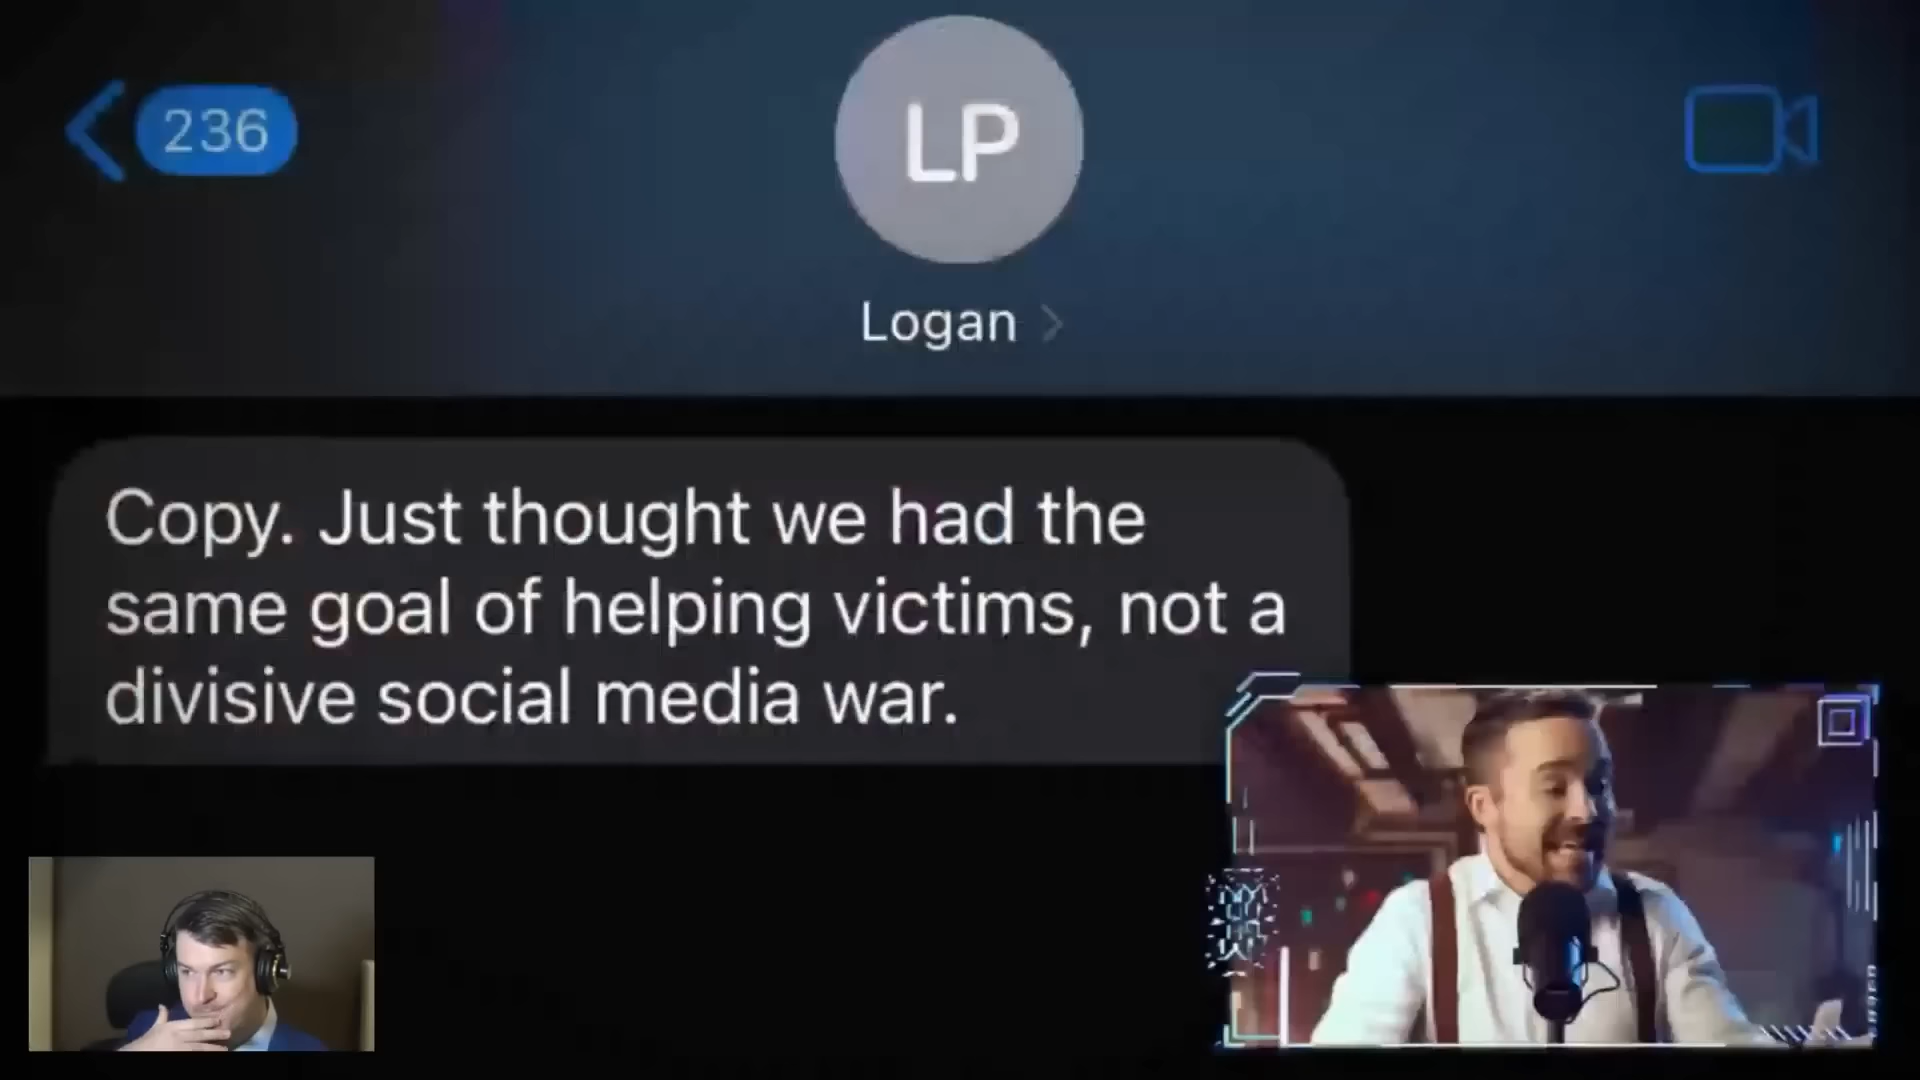 236
LP
Logan
Copy. Just thought we had the
same goal of helping victims, not a
divisive social media war.